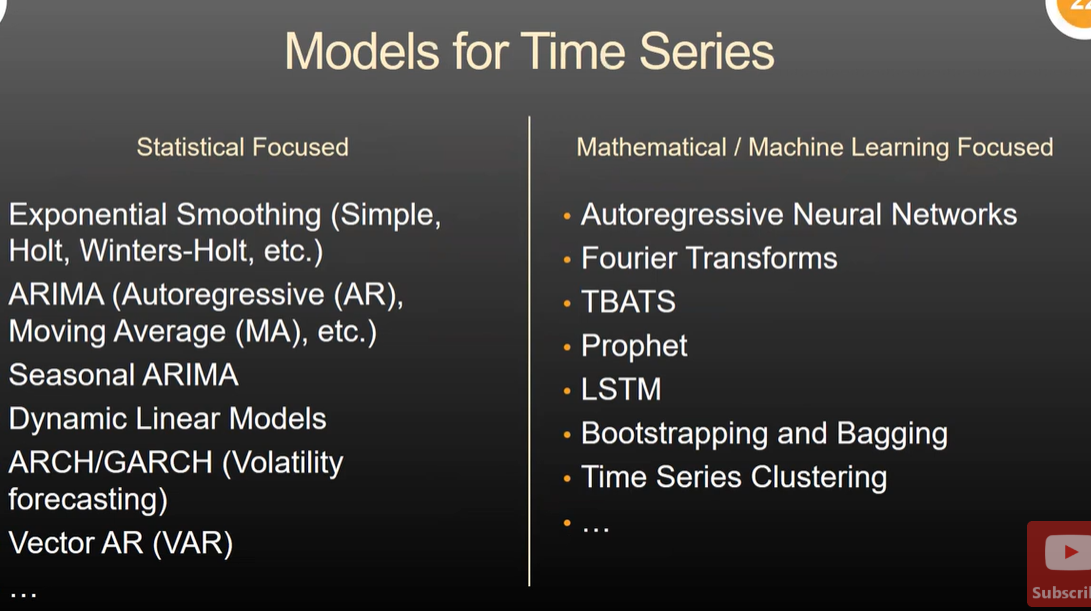 Models for Time Series
Statistical Focused
Exponential Smoothing (Simple,
Holt, Winters-Holt, etc.)
ARIMA (Autoregressive (AR),
Moving Average (MA), etc.)
Seasonal ARIMA
Dynamic Linear Models
ARCH/GARCH (Volatility
forecasting)
Vector AR (VAR)
…
Mathematical / Machine Learning Focused
• Autoregressive Neural Networks
• Fourier Transforms
• TBATS
• Prophet
• LSTM
• Bootstrapping and Bagging
• Time Series Clustering
• …